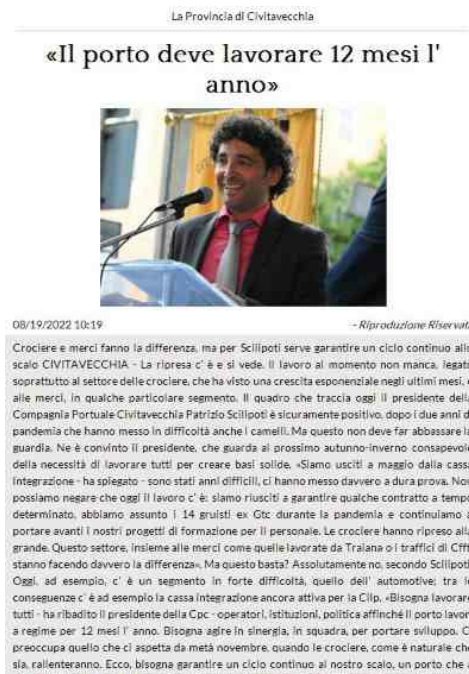 La Provincia di Civitavecchia
«Il porto deve lavorare 12 mesi l'
anno»
08/19/2022 10:19
- Riproduzione Riservata
Crociere e merci fanno la differenza, ma per Scilipoti serve garantire un ciclo continuo allo
scalo CIVITAVECCHIA - La ripresa c' è e si vede. Il lavoro al momento non manca, legato
soprattutto al settore delle crociere, che ha visto una crescita esponenziale negli ultimi mesi, e
alle merci, in qualche particolare segmento. Il quadro che traccia oggi il presidente della
Compagnia Portuale Civitavecchia Patrizio Scilipoti è sicuramente positivo, dopo i due anni di
pandemia che hanno messo in difficoltà anche i camalli. Ma questo non deve far abbassare la
guardia. Ne è convinto il presidente, che guarda al prossimo autunno-inverno consapevole
della necessità di lavorare tutti per creare basi solide. «Siamo usciti a maggio dalla cassa
integrazione - ha spiegato - sono stati anni difficili, ci hanno messo davvero a dura prova. Non
possiamo negare che oggi il lavoro c' è: siamo riusciti a garantire qualche contratto a tempo
determinato, abbiamo assunto i 14 gruisti ex Gtc durante la pandemia e continuiamo a
portare avanti i nostri progetti di formazione per il personale. Le crociere hanno ripreso alla
grande. Questo settore, insieme alle merci come quelle lavorate da Traiana o i traffici di Cfft
stanno facendo davvero la differenza». Ma questo basta? Assolutamente no, secondo Scilipoti.
Oggi, ad esempio, c' è un segmento in forte difficoltà, quello dell' automotive; tra le
conseguenze c' è ad esempio la cassa integrazione ancora attiva per la Cilp. «Bisogna lavorare
tutti - ha ribadito il presidente della Cpc - operatori, istituzioni, politica affinché il porto lavori
a regime per 12 mesi l' anno. Bisogna agire in sinergia, in squadra, per portare sviluppo. Ci
preoccupa quello che ci aspetta da metà novembre, quando le crociere, come è naturale che
sia, rallenteranno. Ecco, bisogna garantire un ciclo continuo al nostro scalo, un porto che a